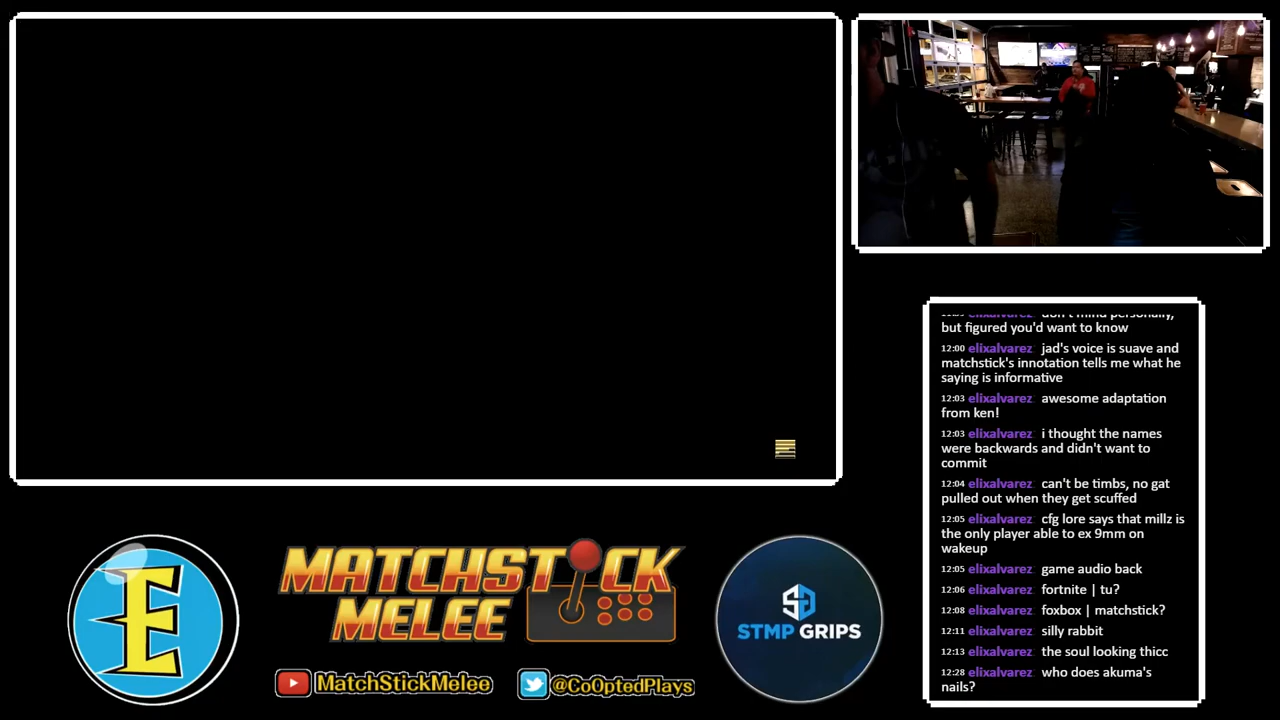 but figured you'd want to know
12:00 elixalvarez jad's voice is suave and
matchstick's innotation tells me what he
saying is informative
12:03 elixalvarez awesome adaptation
from ken!
12:03 elixalvarez i thought the names
were backwards and didn't want to
commit
12:04 elixalvarez can't be timbs, no gat
pulled out when they get scuffed
12:05 elixalvarez cfg lore says that millz is
the only player able to ex 9mm on
wakeup
12:05 elixalvarez game audio back
12:06 elixalvarez fortnite | tu?
12:08 elixalvarez foxbox | matchstick?
12:11 elixalvarez silly rabbit
12:13 elixalvarez the soul looking thicc
12:28 elixalvarez who does akuma's
nails?
E
MATCHSTICK
MELEE
MatchStickMelee
@CoOptedPlays
SG
STMP GRIPS